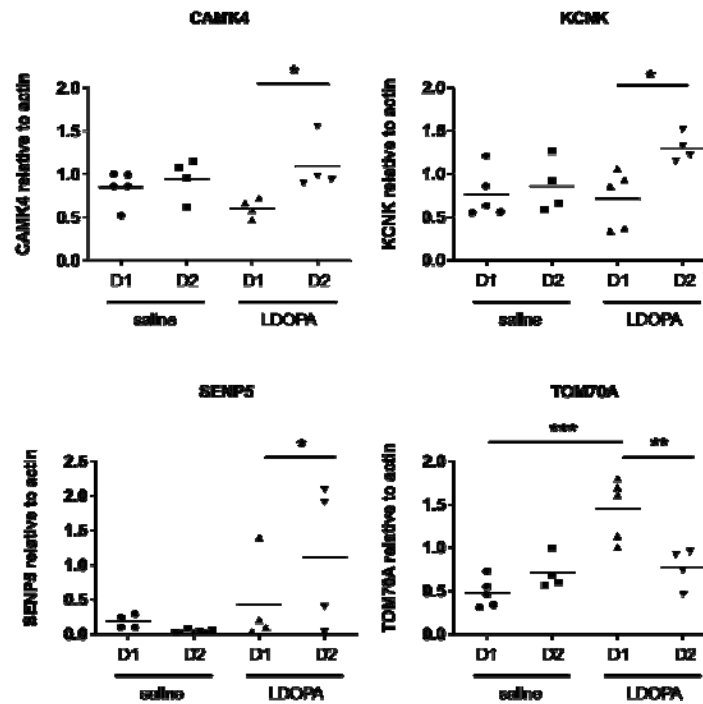 CAMK4
CAMK4 relative to actin
2.0
1.5
1.0
0.5
0.0
*
D1 D2 D1 D2
saline LDOPA
KCNK
KCNK relative to actin
2.0
1.5
1.0
0.5
0.0
*
D1 D2 D1 D2
saline LDOPA
SENP5
SENP5 relative to actin
2.5
2.0
1.5
1.0
0.5
0.0
*
D1 D2 D1 D2
saline LDOPA
TOM70A
TOM70A relative to actin
2.0
1.5
1.0
0.5
0.0
*** **
D1 D2 D1 D2
saline LDOPA